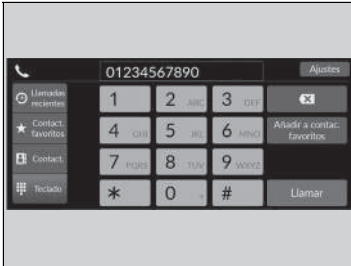 01234567890
Ajustes
Llamadas
recientes
Contact.
favoritos
Contact.
Teclado
1
2 ABC
3 DEF
4 GHI
5 JKL
6 MNO
7 PQRS
8 TUV
9 WXYZ
*
0 +
#
Añadir a contac.
favoritos
Llamar